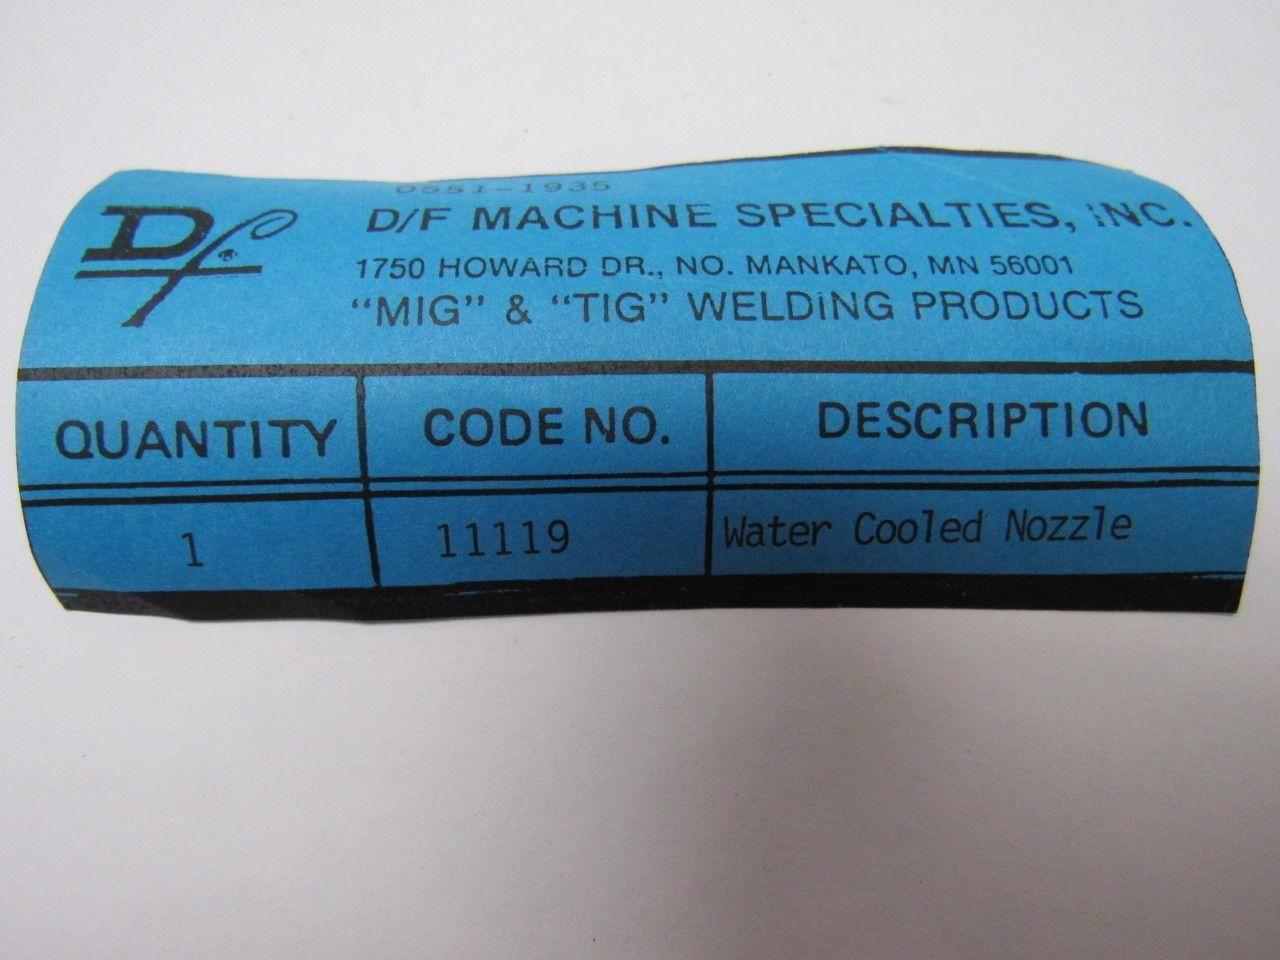 0551-1935
Df®
D/F MACHINE SPECIALTIES, INC.
1750 HOWARD DR., NO. MANKATO, MN 56001
“MIG” & “TIG” WELDING PRODUCTS
QUANTITY CODE NO. DESCRIPTION
1 11119 Water Cooled Nozzle